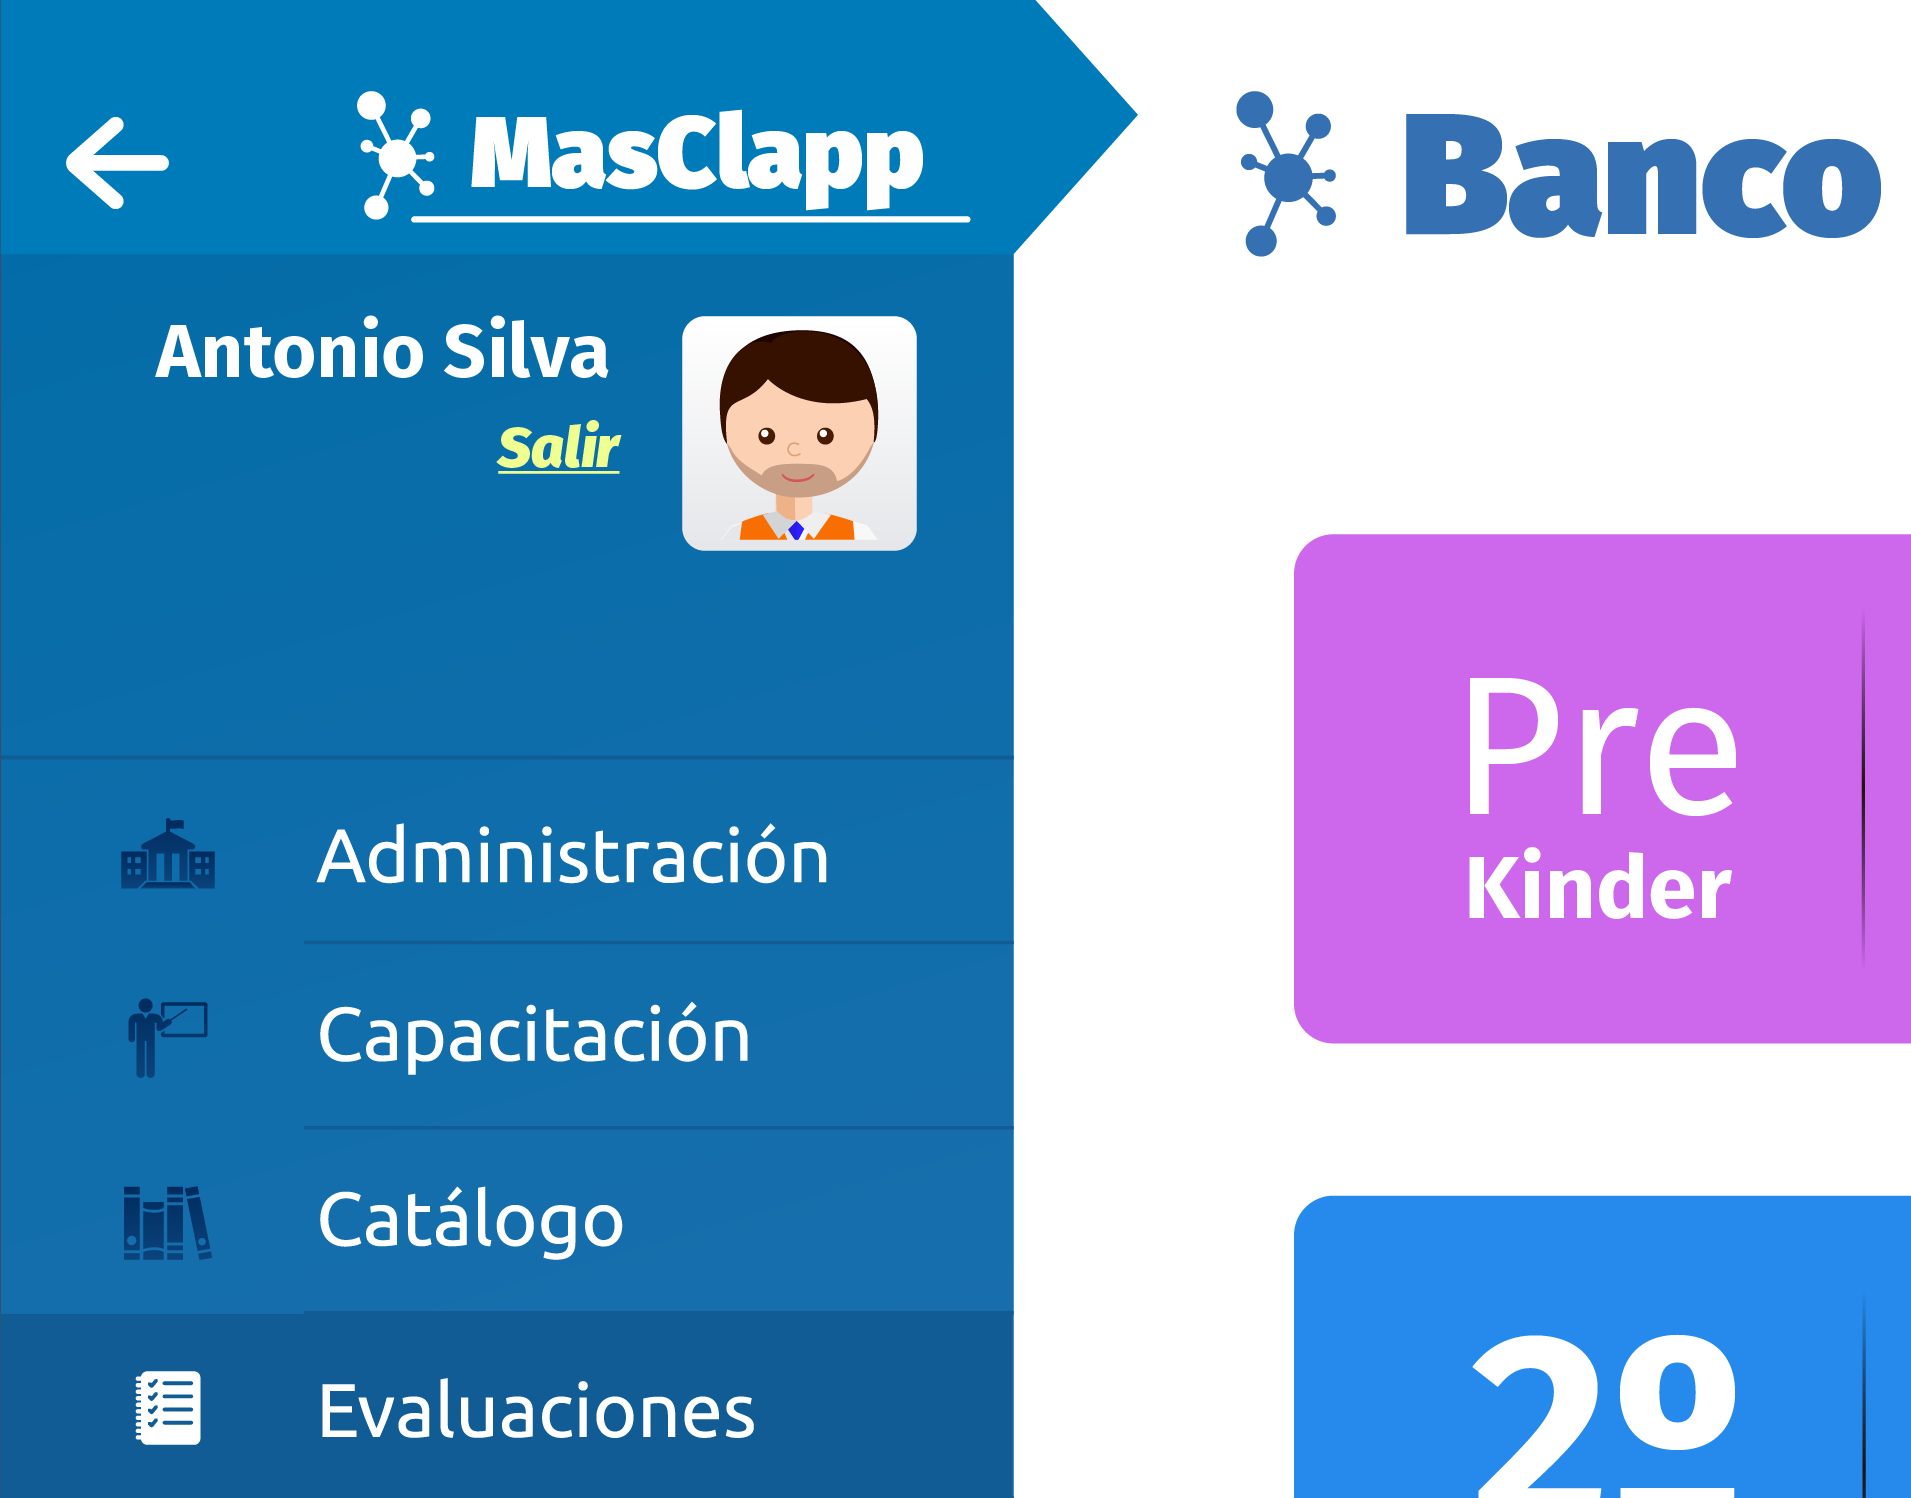 MasClapp
Antonio Silva
Salir
Administración
Capacitación
Catálogo
Evaluaciones
Banco
Pre
Kinder
2º